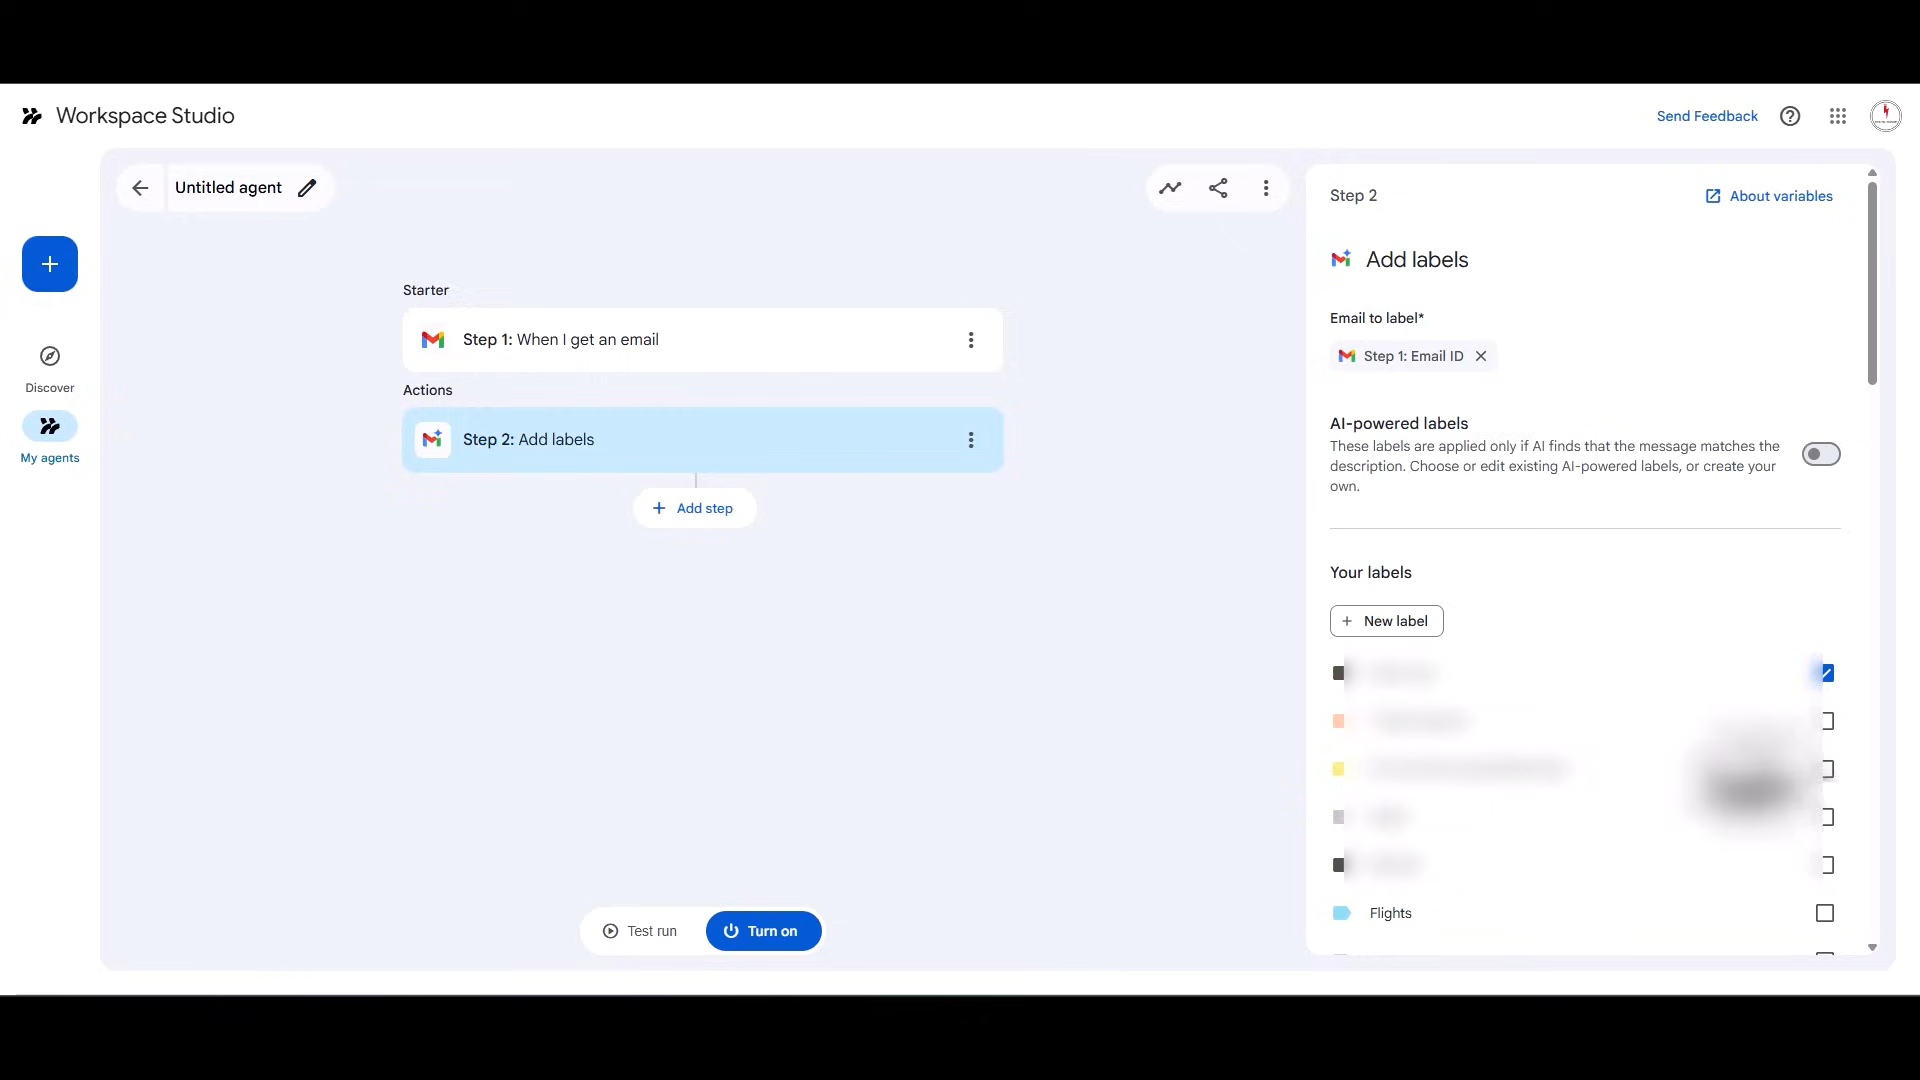 Workspace Studio
Send Feedback
Untitled agent
Discover
My agents
Starter
Step 1: When I get an email
Actions
Step 2: Add labels
Add step
Test run
Turn on
Step 2
About variables
Add labels
Email to label*
Step 1: Email ID
AI-powered labels
These labels are applied only if AI finds that the message matches the
description. Choose or edit existing AI-powered labels, or create your
own.
Your labels
New label
Flights